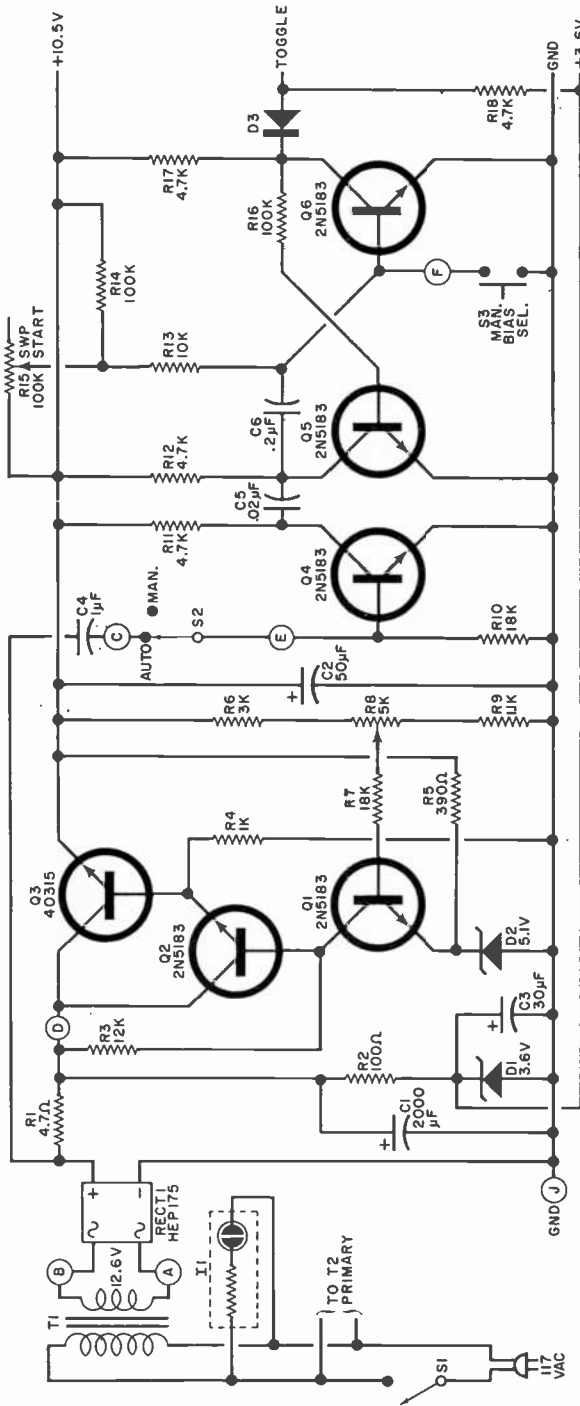 T1
B
12.6V
A
RECT1
HEP175
+
-
I1
TO T2
PRIMARY
S1
117
VAC
R1
4.7Ω
D
R3
12K
C1
2000
µF
+
R2
100Ω
D1
3.6V
C3
30µF
+
GND
J
Q3
40315
Q2
2N5183
R4
1K
Q1
2N5183
D2
5.1V
R5
390Ω
R7
18K
R6
3K
R8
5K
R9
1.1K
C2
50µF
+
C4
1µF
C
AUTO
MAN.
S2
E
R10
18K
Q4
2N5183
R11
4.7K
C5
.02µF
R12
4.7K
C6
.2µF
Q5
2N5183
R15 SWP
100K START
R13
10K
R14
100K
R17
4.7K
R16
100K
Q6
2N5183
F
S3
MAN.
BIAS
SEL.
D3
R18
4.7K
+10.5V
TOGGLE
GND
+3.6V